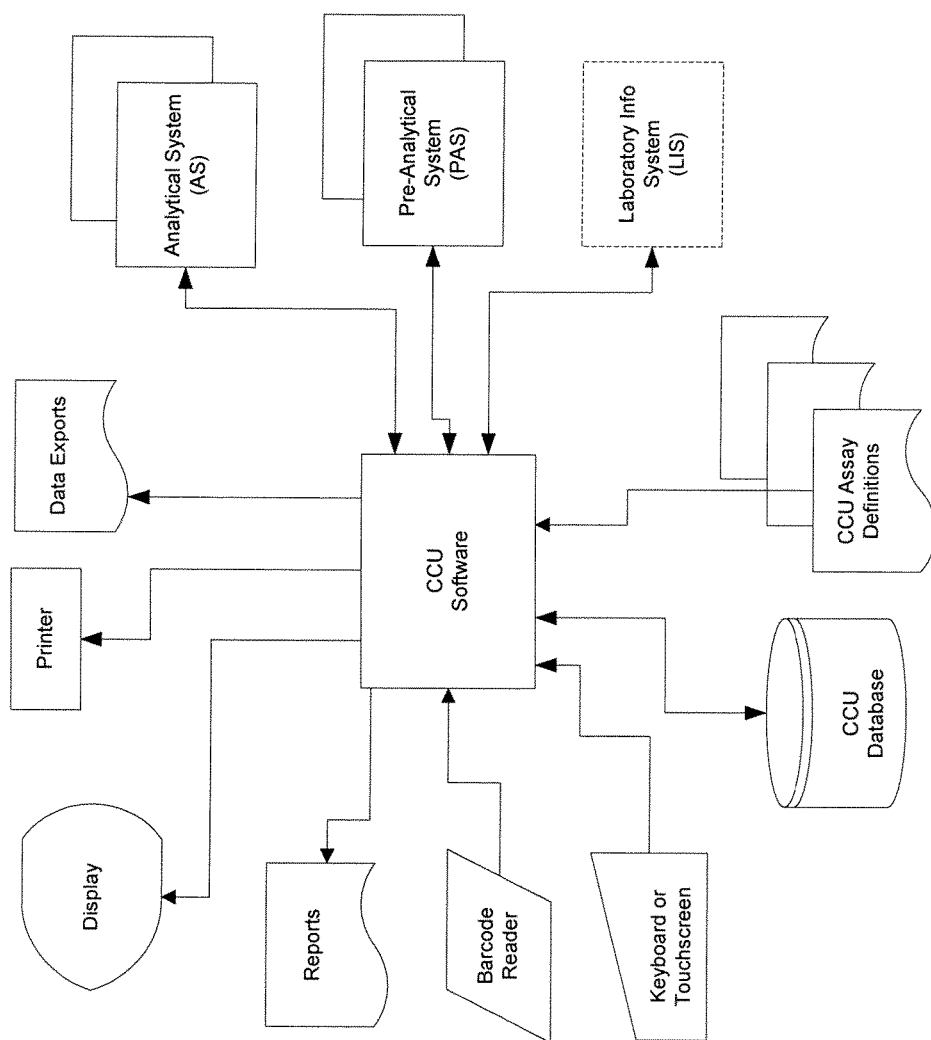 Display
Printer
Data Exports
Analytical System
(AS)
Reports
Pre-Analytical
System
(PAS)
Barcode
Reader
CCU
Software
Laboratory Info
System
(LIS)
Keyboard or
Touchscreen
CCU
Database
CCU Assay
Definitions